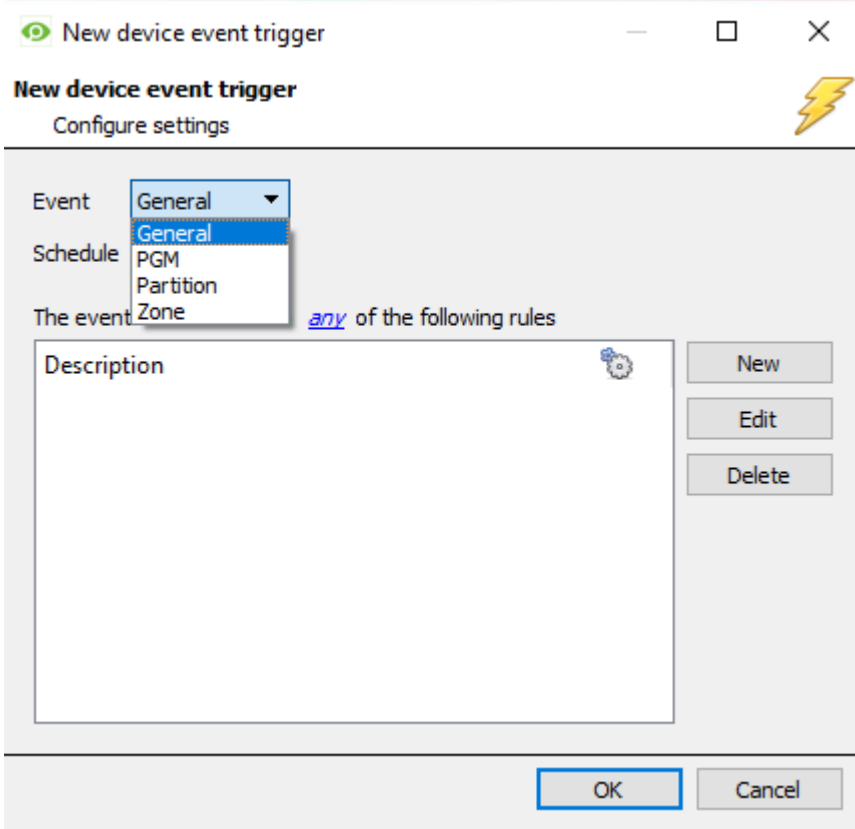 New device event trigger
New device event trigger
Configure settings
Event General
General
Schedule
PGM
Partition
Zone
The event any of the following rules
Description
New
Edit
Delete
OK Cancel